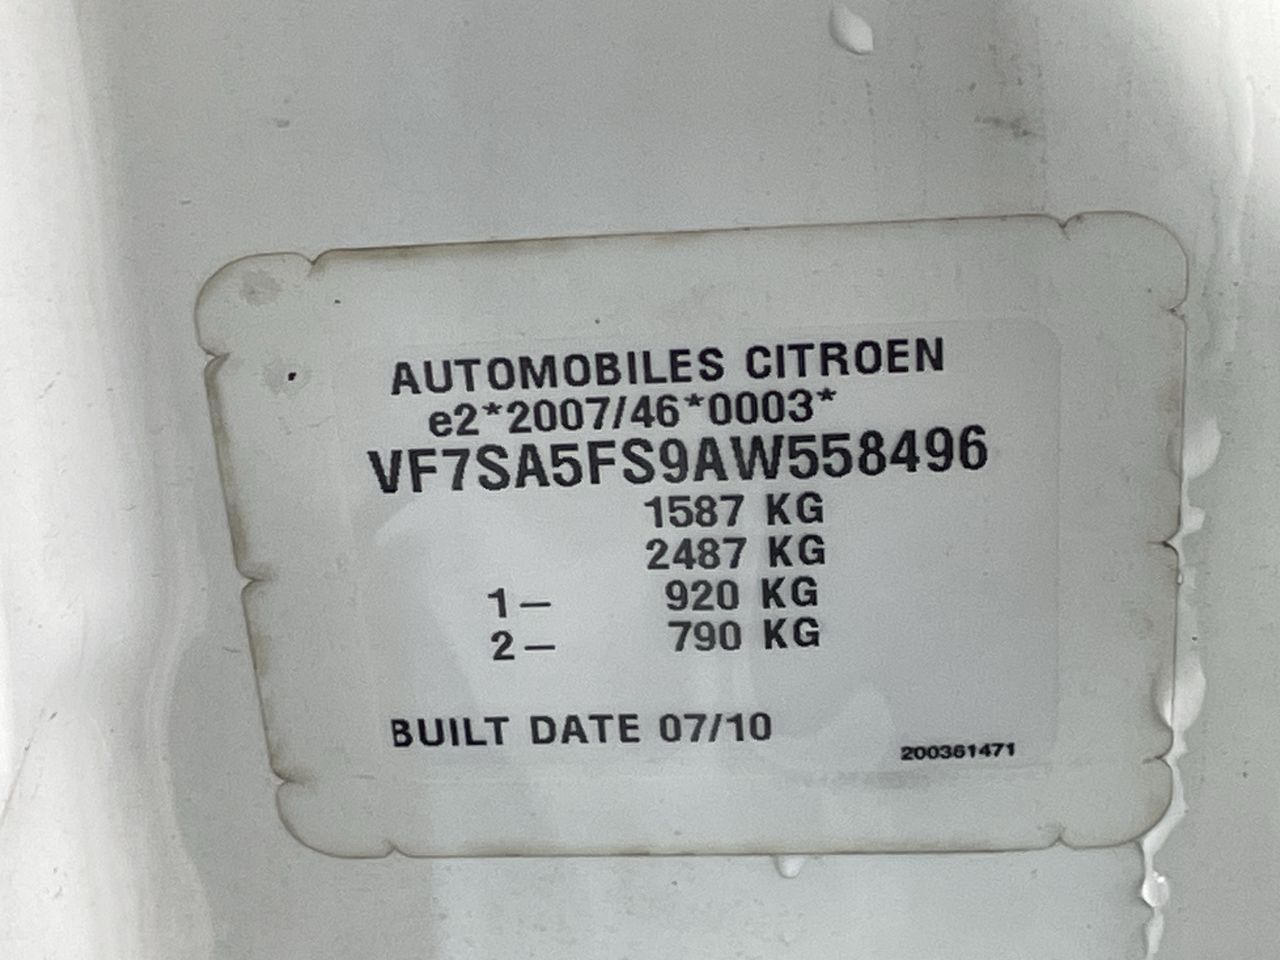 AUTOMOBILES CITROEN
e2*2007/46*0003*
VF7SA5FS9AW558496
1587 KG
2487 KG
1– 920 KG
2– 790 KG
BUILT DATE 07/10
200361471